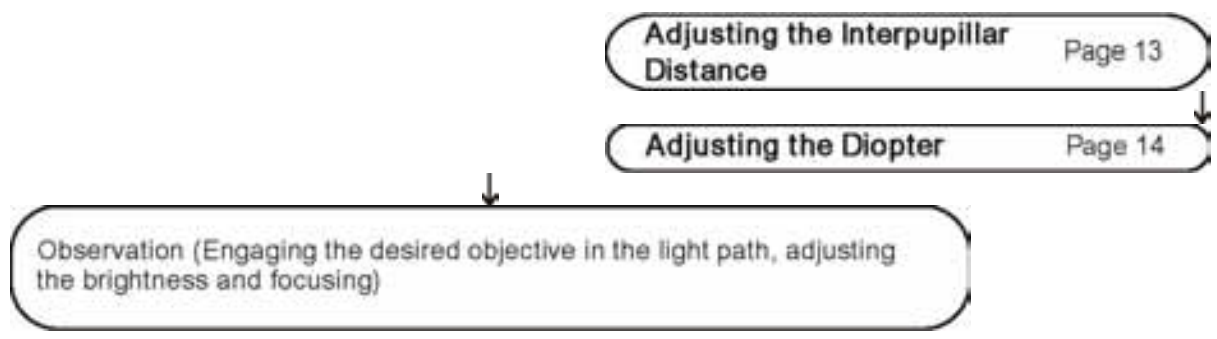 Adjusting the Interpupillar Page 13
Distance
↓
Adjusting the Diopter Page 14
↓
Observation (Engaging the desired objective in the light path, adjusting
the brightness and focusing)